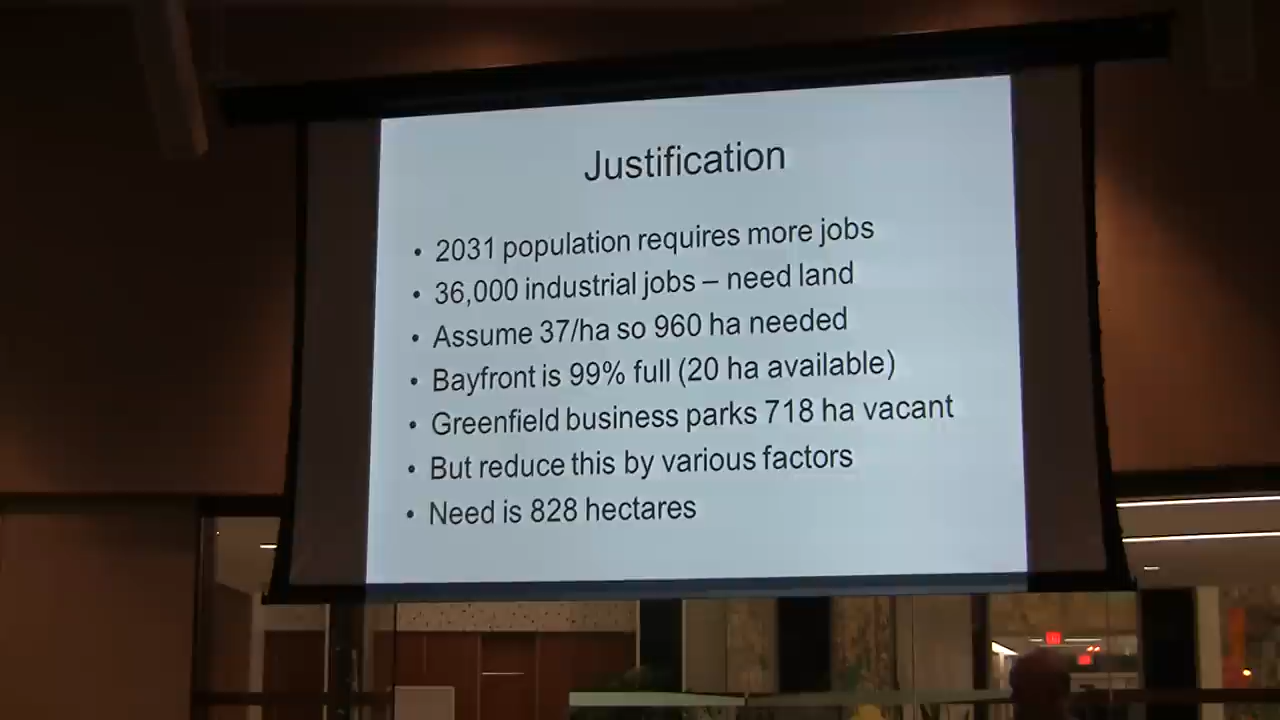 Justification
• 2031 population requires more jobs
• 36,000 industrial jobs – need land
• Assume 37/ha so 960 ha needed
• Bayfront is 99% full (20 ha available)
• Greenfield business parks 718 ha vacant
• But reduce this by various factors
• Need is 828 hectares